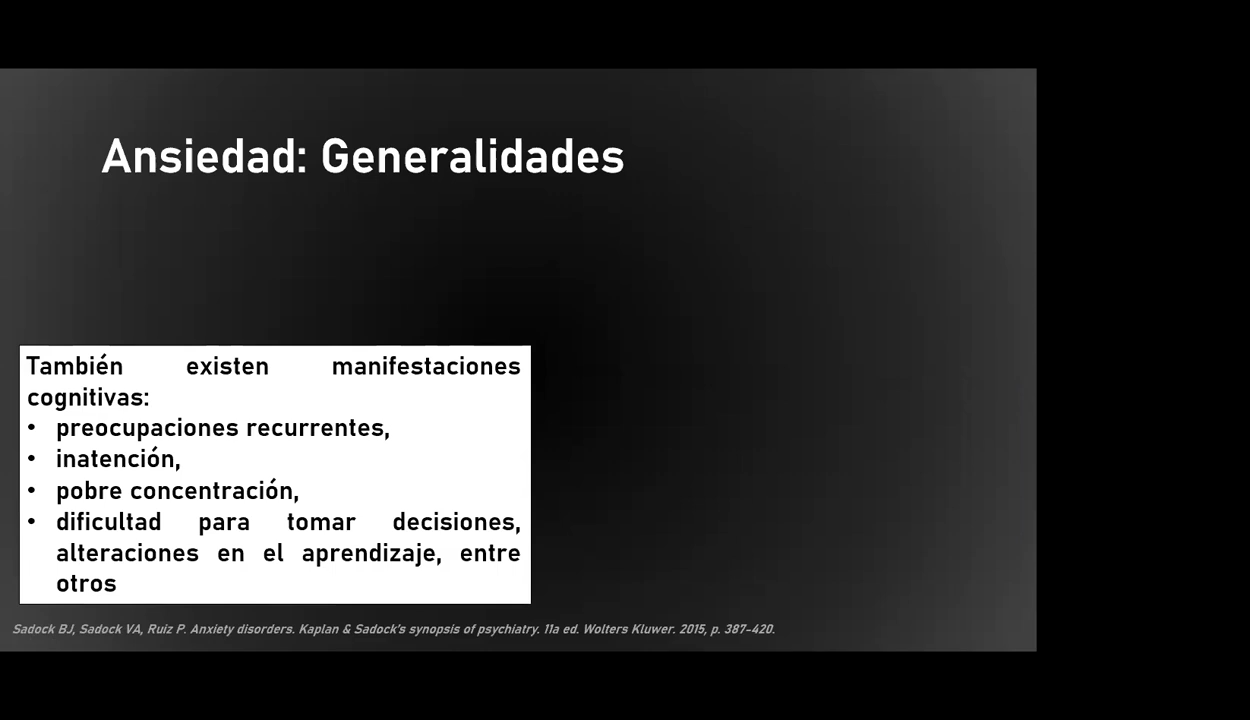 Ansiedad: Generalidades
También existen manifestaciones
cognitivas:
• preocupaciones recurrentes,
• inatención,
• pobre concentración,
• dificultad para tomar decisiones,
alteraciones en el aprendizaje, entre
otros
Sadock BJ, Sadock VA, Ruiz P. Anxiety disorders. Kaplan & Sadock's synopsis of psychiatry. 11a ed. Wolters Kluwer. 2015, p. 387-420.